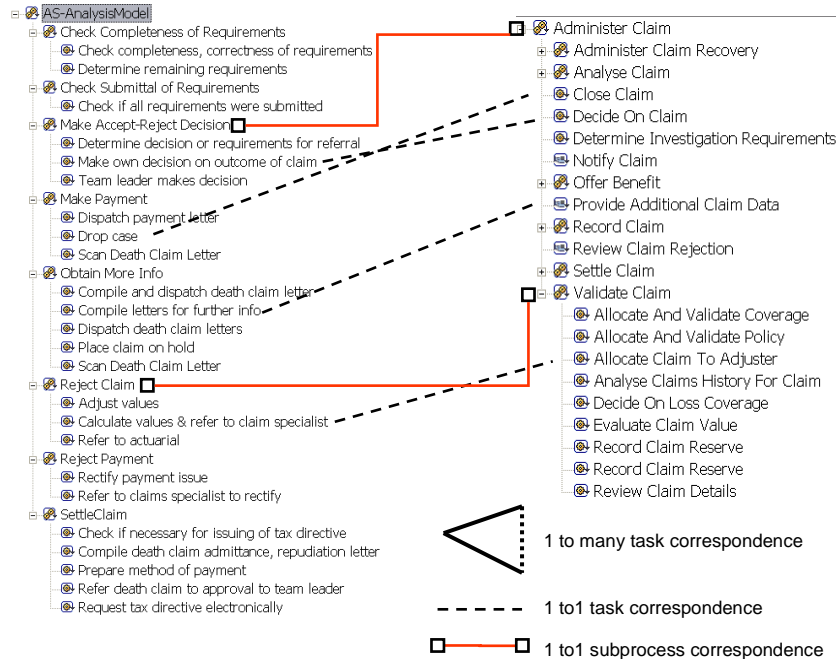 AS-AnalysisModel
Check Completeness of Requirements
Check completeness, correctness of requirements
Determine remaining requirements
Check Submittal of Requirements
Check if all requirements were submitted
Make Accept-Reject Decision
Determine decision or requirements for referral
Make own decision on outcome of claim
Team leader makes decision
Make Payment
Dispatch payment letter
Drop case
Scan Death Claim Letter
Obtain More Info
Compile and dispatch death claim letter
Compile letters for further info
Dispatch death claim letters
Place claim on hold
Scan Death Claim Letter
Reject Claim
Adjust values
Calculate values & refer to claim specialist
Refer to actuarial
Reject Payment
Rectify payment issue
Refer to claims specialist to rectify
SettleClaim
Check if necessary for issuing of tax directive
Compile death claim admittance, repudiation letter
Prepare method of payment
Refer death claim to approval to team leader
Request tax directive electronically
Administer Claim
Administer Claim Recovery
Analyse Claim
Close Claim
Decide On Claim
Determine Investigation Requirements
Notify Claim
Offer Benefit
Provide Additional Claim Data
Record Claim
Review Claim Rejection
Settle Claim
Validate Claim
Allocate And Validate Coverage
Allocate And Validate Policy
Allocate Claim To Adjuster
Analyse Claims History For Claim
Decide On Loss Coverage
Evaluate Claim Value
Record Claim Reserve
Record Claim Reserve
Review Claim Details
1 to many task correspondence
1 to1 task correspondence
1 to1 subprocess correspondence